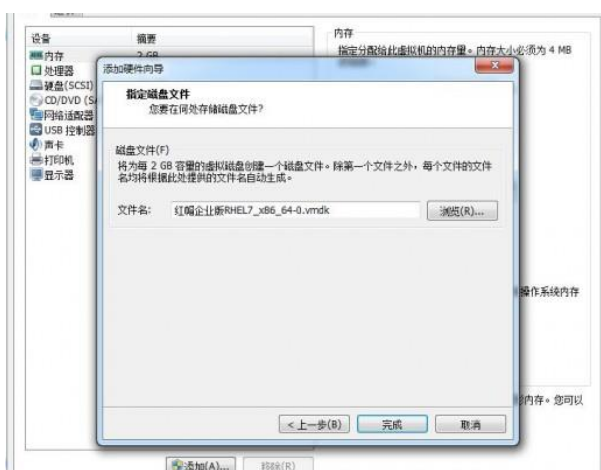 设备
摘要
内存
指定分配给此虚拟机的内存量。内存大小必须为 4 MB
内存
2 GB
处理器
硬盘(SCSI)
CD/DVD (SA
网络适配器
USB 控制器
声卡
打印机
显示器
添加硬件向导
指定磁盘文件
您要在何处存储磁盘文件?
磁盘文件(F)
将为每 2 GB 容量的虚拟磁盘创建一个磁盘文件。除第一个文件之外，每个文件的文件
名均将根据此处提供的文件名自动生成。
文件名:
红帽企业版RHEL7_x86_64-0.vmdk
浏览(R)...
操作系统内存
内存。您可以
< 上一步(B)
完成
取消
添加(A)...
移除(R)